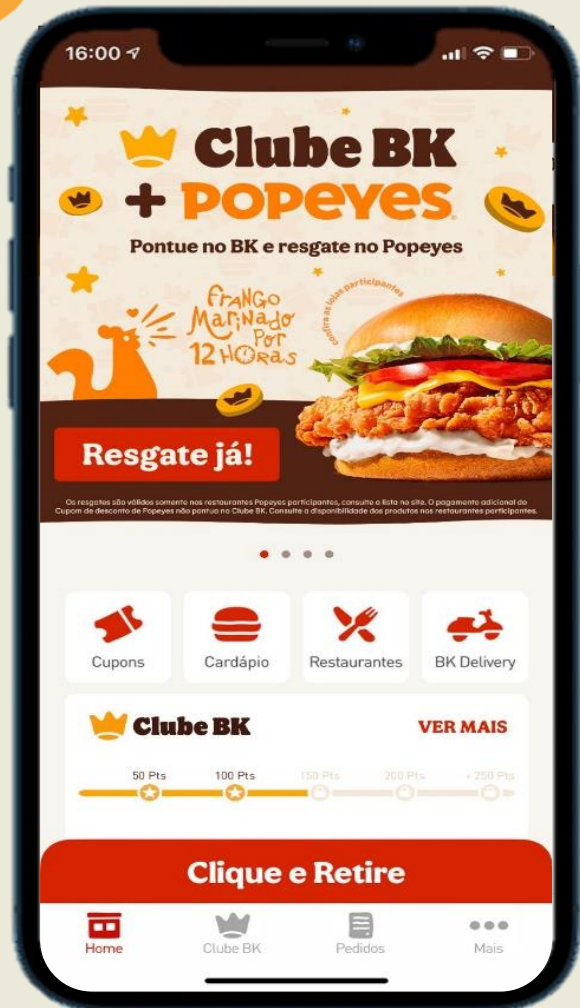 16:00
Clube BK
+ POPEYES
Pontue no BK e resgate no Popeyes
FRANGO
MARINADO
POR
12 HORAS
confira as lojas participantes
Resgate já!
Os resgates são válidos somente nos restaurantes Popeyes participantes, consulte a lista no site. O pagamento adicional do
Cupom de desconto de Popeyes não pontua no Clube BK. Consulte a disponibilidade dos produtos nos restaurantes participantes.
Cupons
Cardápio
Restaurantes
BK Delivery
Clube BK
VER MAIS
50 Pts
100 Pts
150 Pts
200 Pts
+ 250 Pts
Clique e Retire
Home
Clube BK
Pedidos
Mais